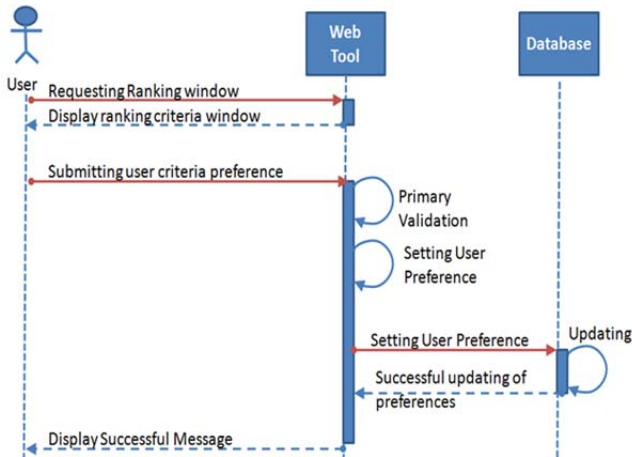 Web
Tool
Database
User
Requesting Ranking window
Display ranking criteria window
Submitting user criteria preference
Primary
Validation
Setting User
Preference
Setting User Preference
Updating
Successful updating of
preferences
Display Successful Message